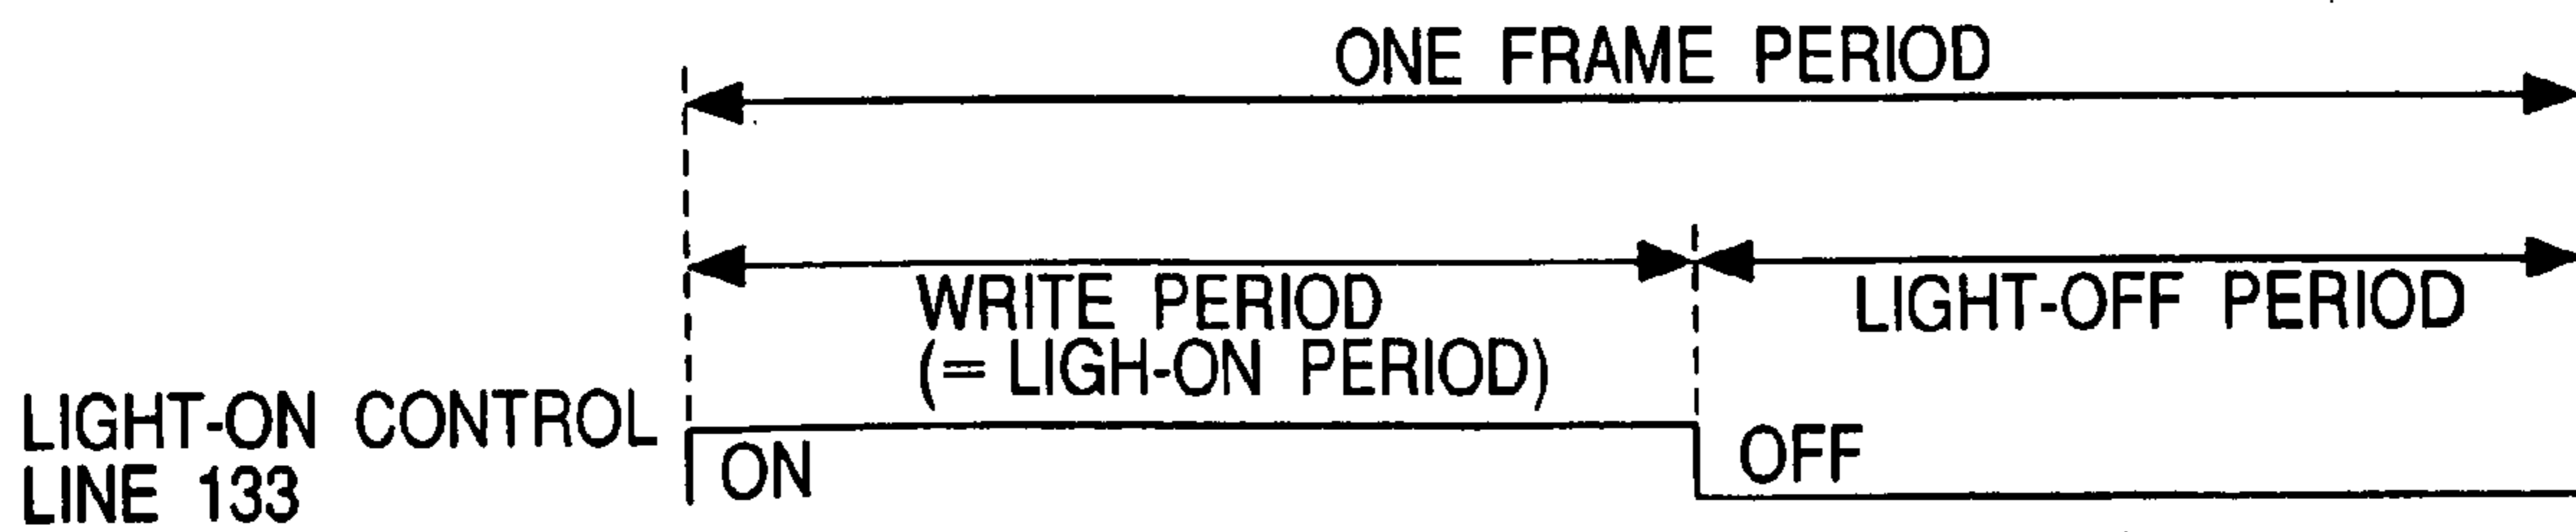 ONE FRAME PERIOD
WRITE PERIOD
(= LIGH-ON PERIOD)
LIGHT-OFF PERIOD
LIGHT-ON CONTROL
LINE 133
ON
OFF